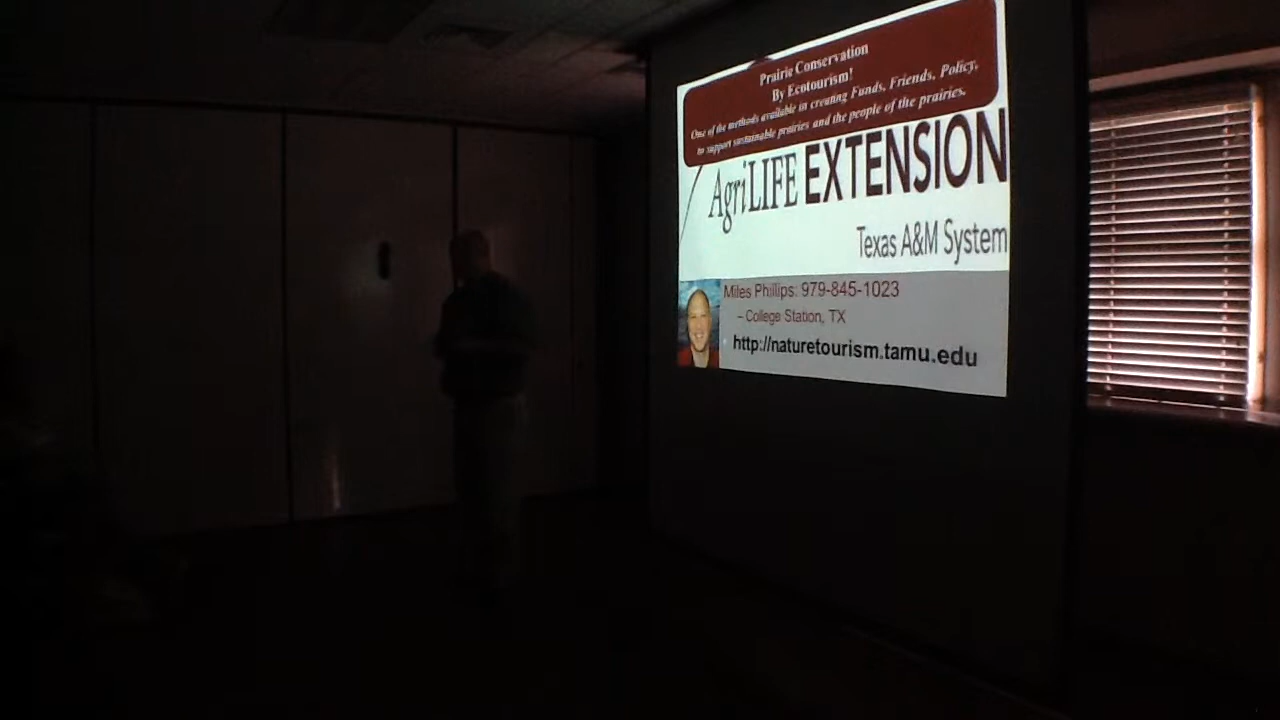 Prairie Conservation
By Ecotourism!
One of the methods available in creating Funds, Friends, Policy,
to support sustainable prairies and the people of the prairies.
AgriLIFE EXTENSION
Texas A&M System
Miles Phillips: 979-845-1023
– College Station, TX
http://naturetourism.tamu.edu